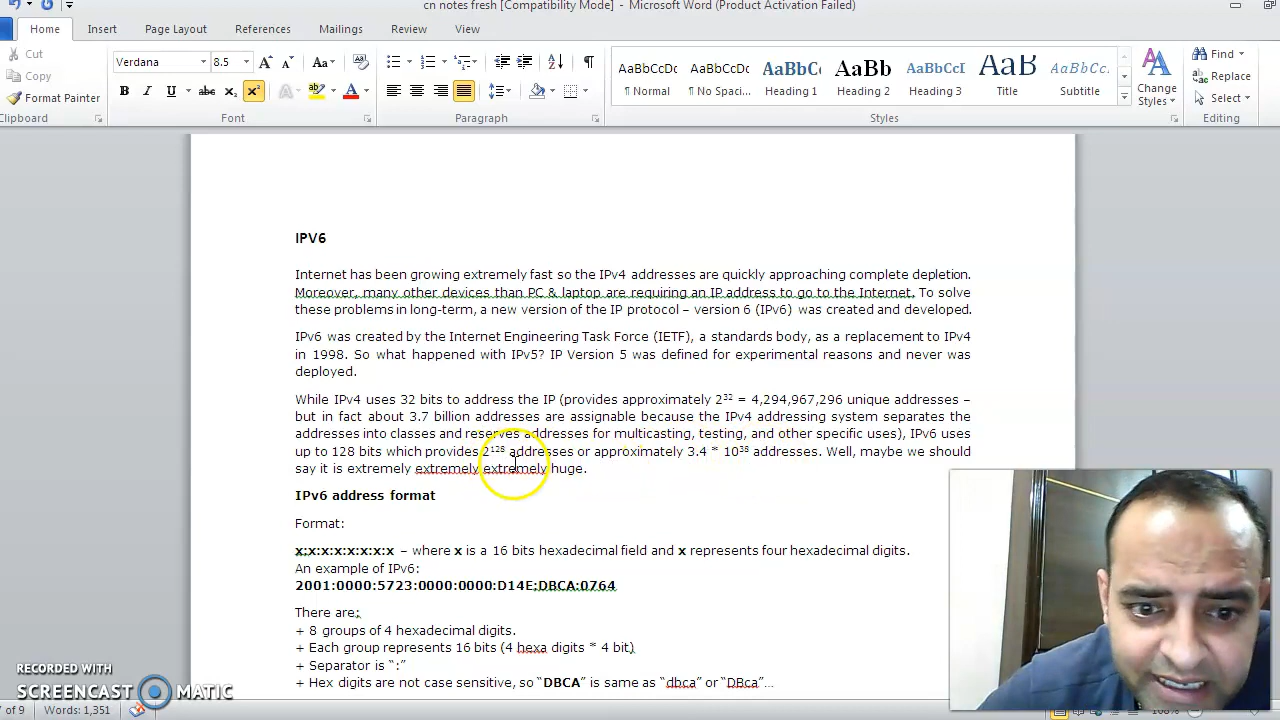 cn notes fresh [Compatibility Mode] - Microsoft Word (Product Activation Failed)
Home Insert Page Layout References Mailings Review View
Cut
Copy
Format Painter
Clipboard
Verdana 8.5
Font
Paragraph
AaBbCcDc AaBbCcDc AaBbC AaBb AaBbCcI AaB AaBbCc.
¶ Normal ¶ No Spaci... Heading 1 Heading 2 Heading 3 Title Subtitle
Change
Styles
Styles
Find
Replace
Select
Editing
IPV6
Internet has been growing extremely fast so the IPv4 addresses are quickly approaching complete depletion.
Moreover, many other devices than PC & laptop are requiring an IP address to go to the Internet. To solve
these problems in long-term, a new version of the IP protocol – version 6 (IPv6) was created and developed.
IPv6 was created by the Internet Engineering Task Force (IETF), a standards body, as a replacement to IPv4
in 1998. So what happened with IPv5? IP Version 5 was defined for experimental reasons and never was
deployed.
While IPv4 uses 32 bits to address the IP (provides approximately 2³² = 4,294,967,296 unique addresses –
but in fact about 3.7 billion addresses are assignable because the IPv4 addressing system separates the
addresses into classes and reserves addresses for multicasting, testing, and other specific uses), IPv6 uses
up to 128 bits which provides 2¹²⁸ addresses or approximately 3.4 * 10³⁸ addresses. Well, maybe we should
say it is extremely extremely extremely huge.
IPv6 address format
Format:
x:x:x:x:x:x:x:x – where x is a 16 bits hexadecimal field and x represents four hexadecimal digits.
An example of IPv6:
2001:0000:5723:0000:0000:D14E:DBCA:0764
There are:
+ 8 groups of 4 hexadecimal digits.
+ Each group represents 16 bits (4 hexa digits * 4 bit)
+ Separator is “:”
+ Hex digits are not case sensitive, so “DBCA” is same as “dbca” or “DBca”...
RECORDED WITH
SCREENCAST MATIC
7 of 9 Words: 1,351